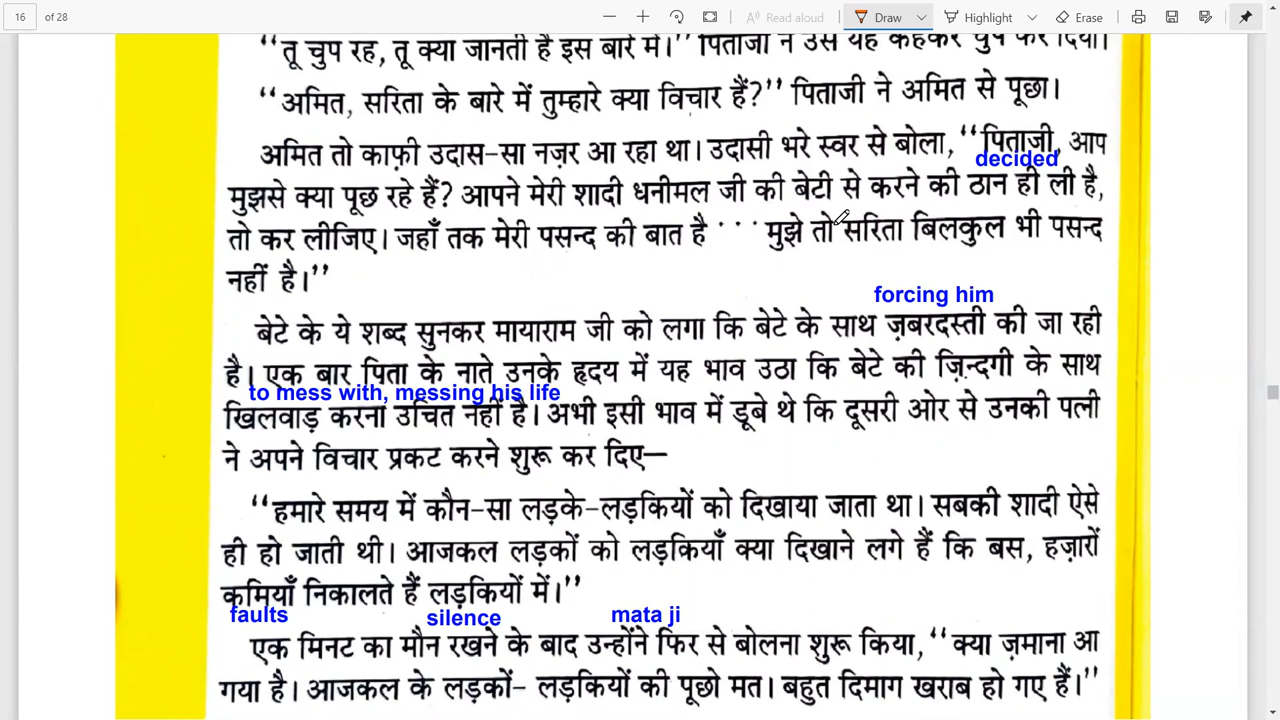 16 of 28 Read aloud Draw Highlight Erase
“तू चुप रह, तू क्या जानती है इस बारे में।” पिताजी ने उसे यह कहकर चुप कर दिया।
“अमित, सरिता के बारे में तुम्हारे क्या विचार हैं?” पिताजी ने अमित से पूछा।
अमित तो काफ़ी उदास-सा नज़र आ रहा था। उदासी भरे स्वर से बोला, “पिताजी, आप
decided
मुझसे क्या पूछ रहे हैं? आपने मेरी शादी धनीमल जी की बेटी से करने की ठान ही ली है,
तो कर लीजिए। जहाँ तक मेरी पसन्द की बात है · · · मुझे तो सरिता बिलकुल भी पसन्द
नहीं है।”
forcing him
बेटे के ये शब्द सुनकर मायाराम जी को लगा कि बेटे के साथ ज़बरदस्ती की जा रही
है। एक बार पिता के नाते उनके हृदय में यह भाव उठा कि बेटे की ज़िन्दगी के साथ
to mess with, messing his life
खिलवाड़ करना उचित नहीं है। अभी इसी भाव में डूबे थे कि दूसरी ओर से उनकी पत्नी
ने अपने विचार प्रकट करने शुरू कर दिए—
“हमारे समय में कौन-सा लड़के-लड़कियों को दिखाया जाता था। सबकी शादी ऐसे
ही हो जाती थी। आजकल लड़कों को लड़कियाँ क्या दिखाने लगे हैं कि बस, हज़ारों
कमियाँ निकालते हैं लड़कियों में।”
faults silence mata ji
एक मिनट का मौन रखने के बाद उन्होंने फिर से बोलना शुरू किया, “क्या ज़माना आ
गया है। आजकल के लड़कों- लड़कियों की पूछो मत। बहुत दिमाग खराब हो गए हैं।”